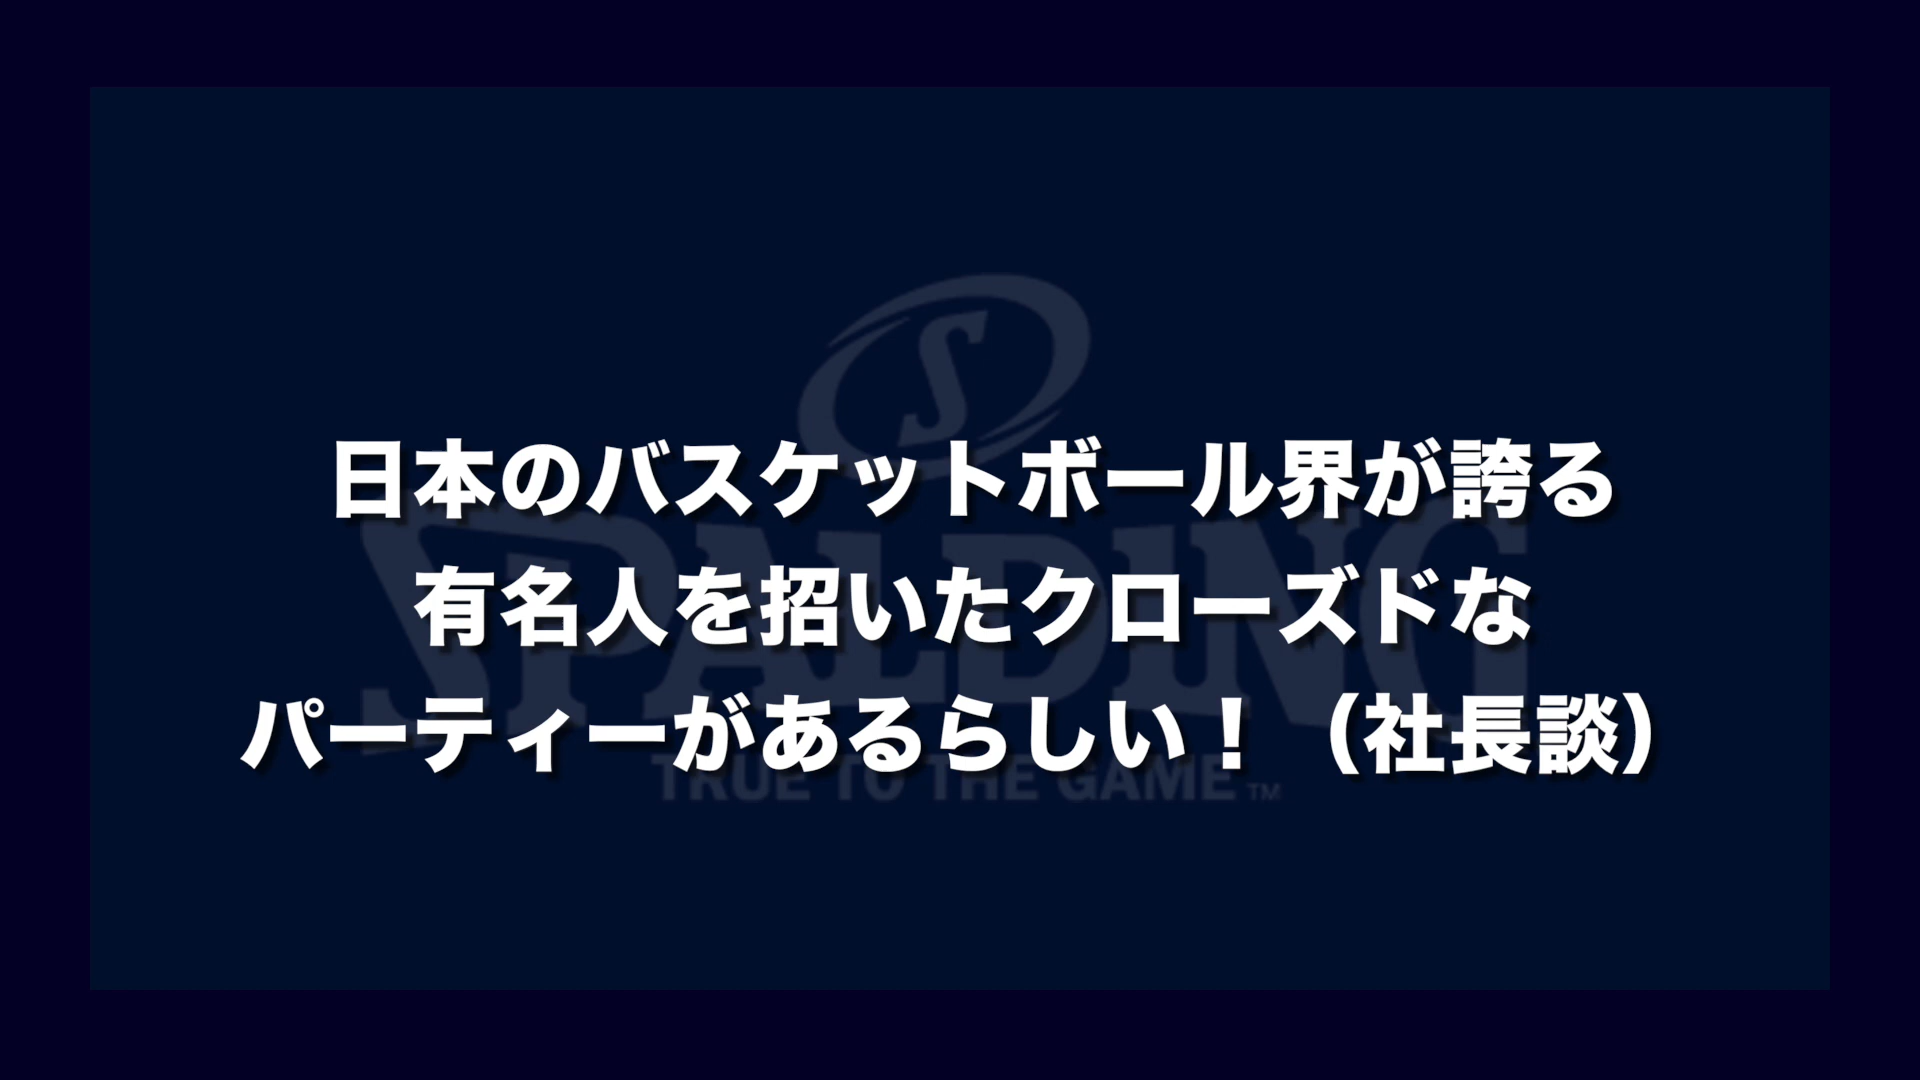 日本のバスケットボール界が誇る
有名人を招いたクローズドな
パーティーがあるらしい！（社長談）
S
SPALDING
TRUE TO THE GAME™